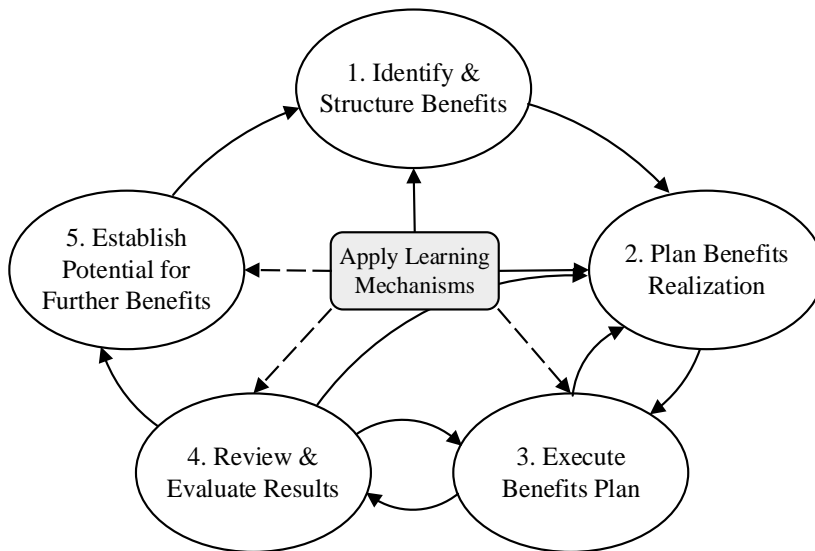 1. Identify &
Structure Benefits
5. Establish
Potential for
Further Benefits
Apply Learning
Mechanisms
2. Plan Benefits
Realization
4. Review &
Evaluate Results
3. Execute
Benefits Plan